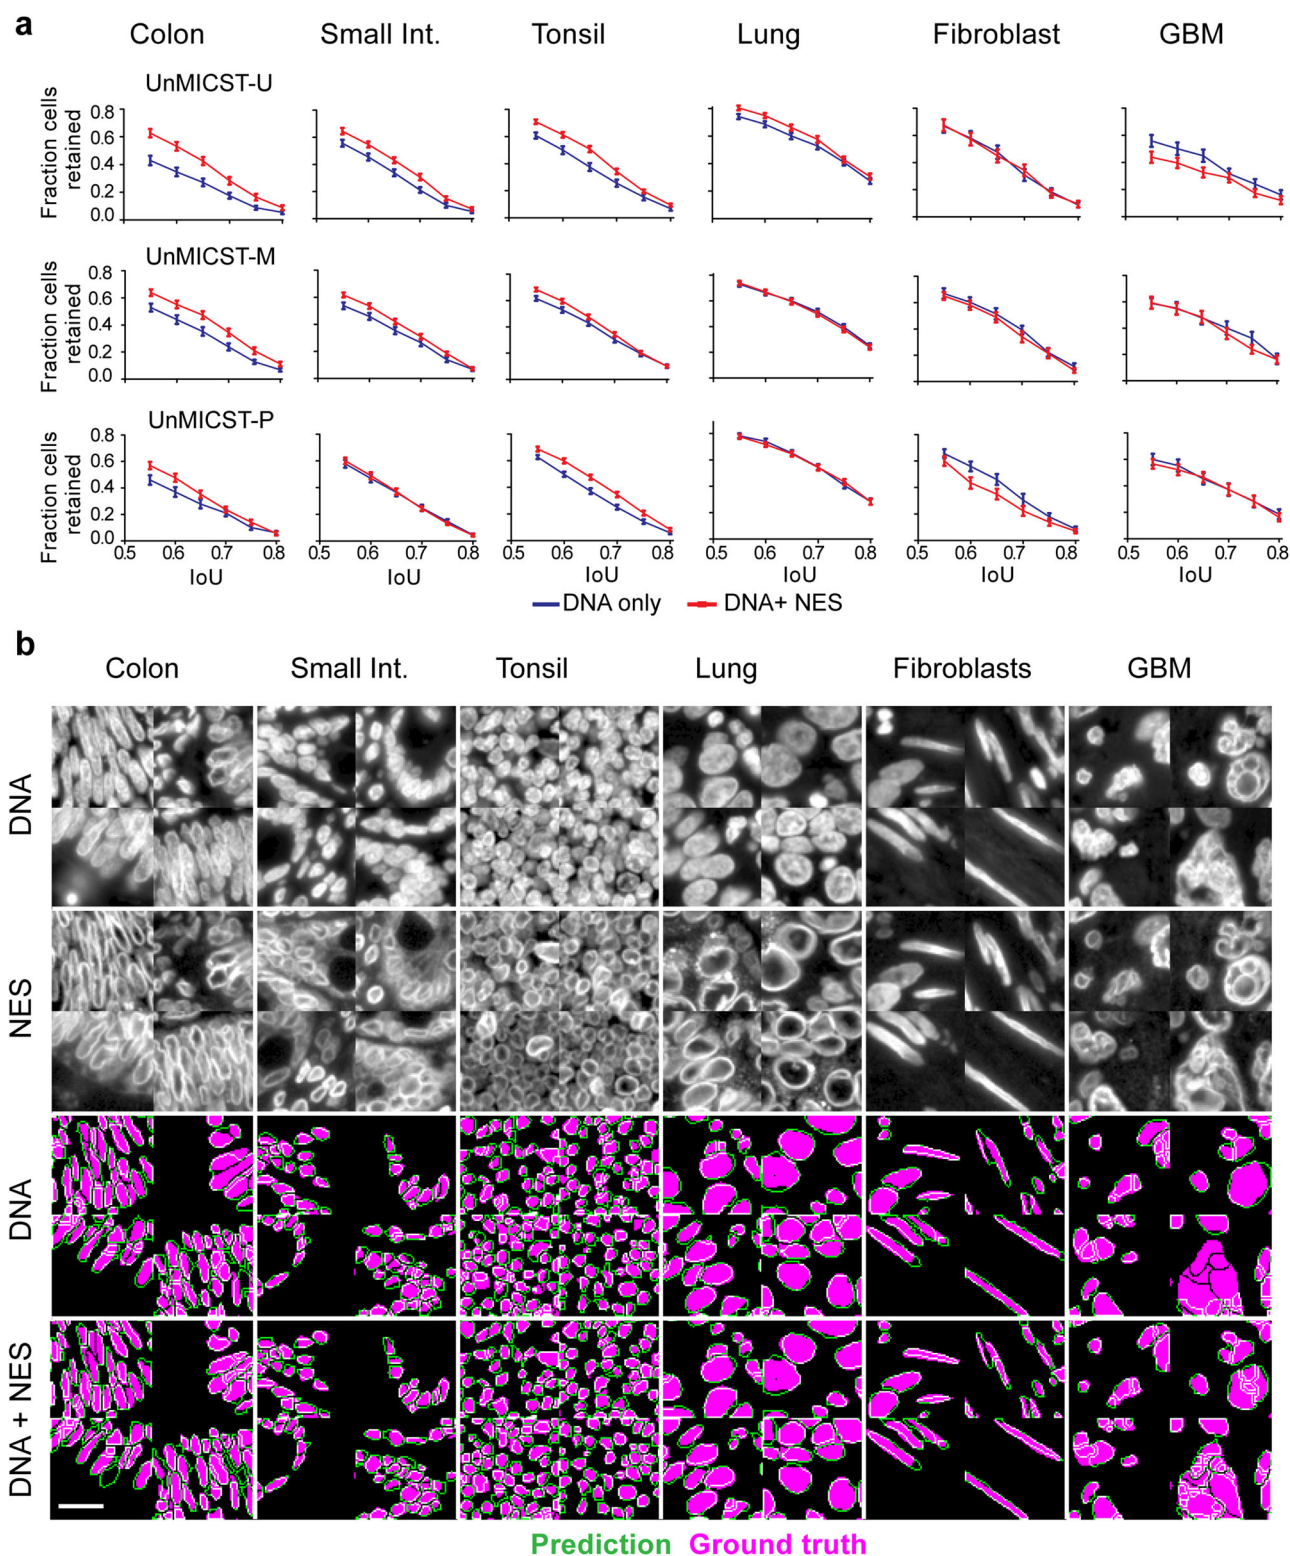 a
Colon Small Int. Tonsil Lung Fibroblast GBM
UnMICST-U
Fraction cells retained
0.8
0.6
0.4
0.2
0.0
UnMICST-M
Fraction cells retained
0.8
0.6
0.4
0.2
0.0
UnMICST-P
Fraction cells retained
0.8
0.6
0.4
0.2
0.0
0.5 0.6 0.7 0.8 0.5 0.6 0.7 0.8 0.5 0.6 0.7 0.8 0.5 0.6 0.7 0.8 0.5 0.6 0.7 0.8 0.5 0.6 0.7 0.8
IoU IoU IoU IoU IoU IoU
DNA only DNA+ NES
b
Colon Small Int. Tonsil Lung Fibroblasts GBM
DNA
NES
DNA
DNA + NES
Prediction Ground truth